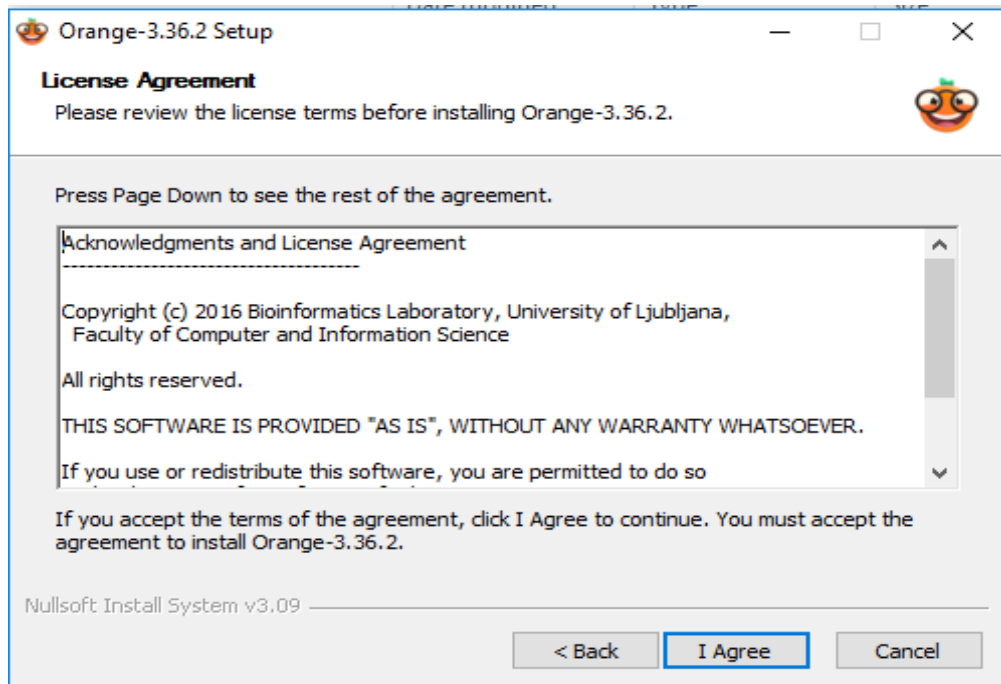 Orange-3.36.2 Setup
License Agreement
Please review the license terms before installing Orange-3.36.2.
Press Page Down to see the rest of the agreement.
Acknowledgments and License Agreement
-------------------------------------
Copyright (c) 2016 Bioinformatics Laboratory, University of Ljubljana,
Faculty of Computer and Information Science
All rights reserved.
THIS SOFTWARE IS PROVIDED "AS IS", WITHOUT ANY WARRANTY WHATSOEVER.
If you use or redistribute this software, you are permitted to do so
If you accept the terms of the agreement, click I Agree to continue. You must accept the
agreement to install Orange-3.36.2.
Nullsoft Install System v3.09
< Back I Agree Cancel